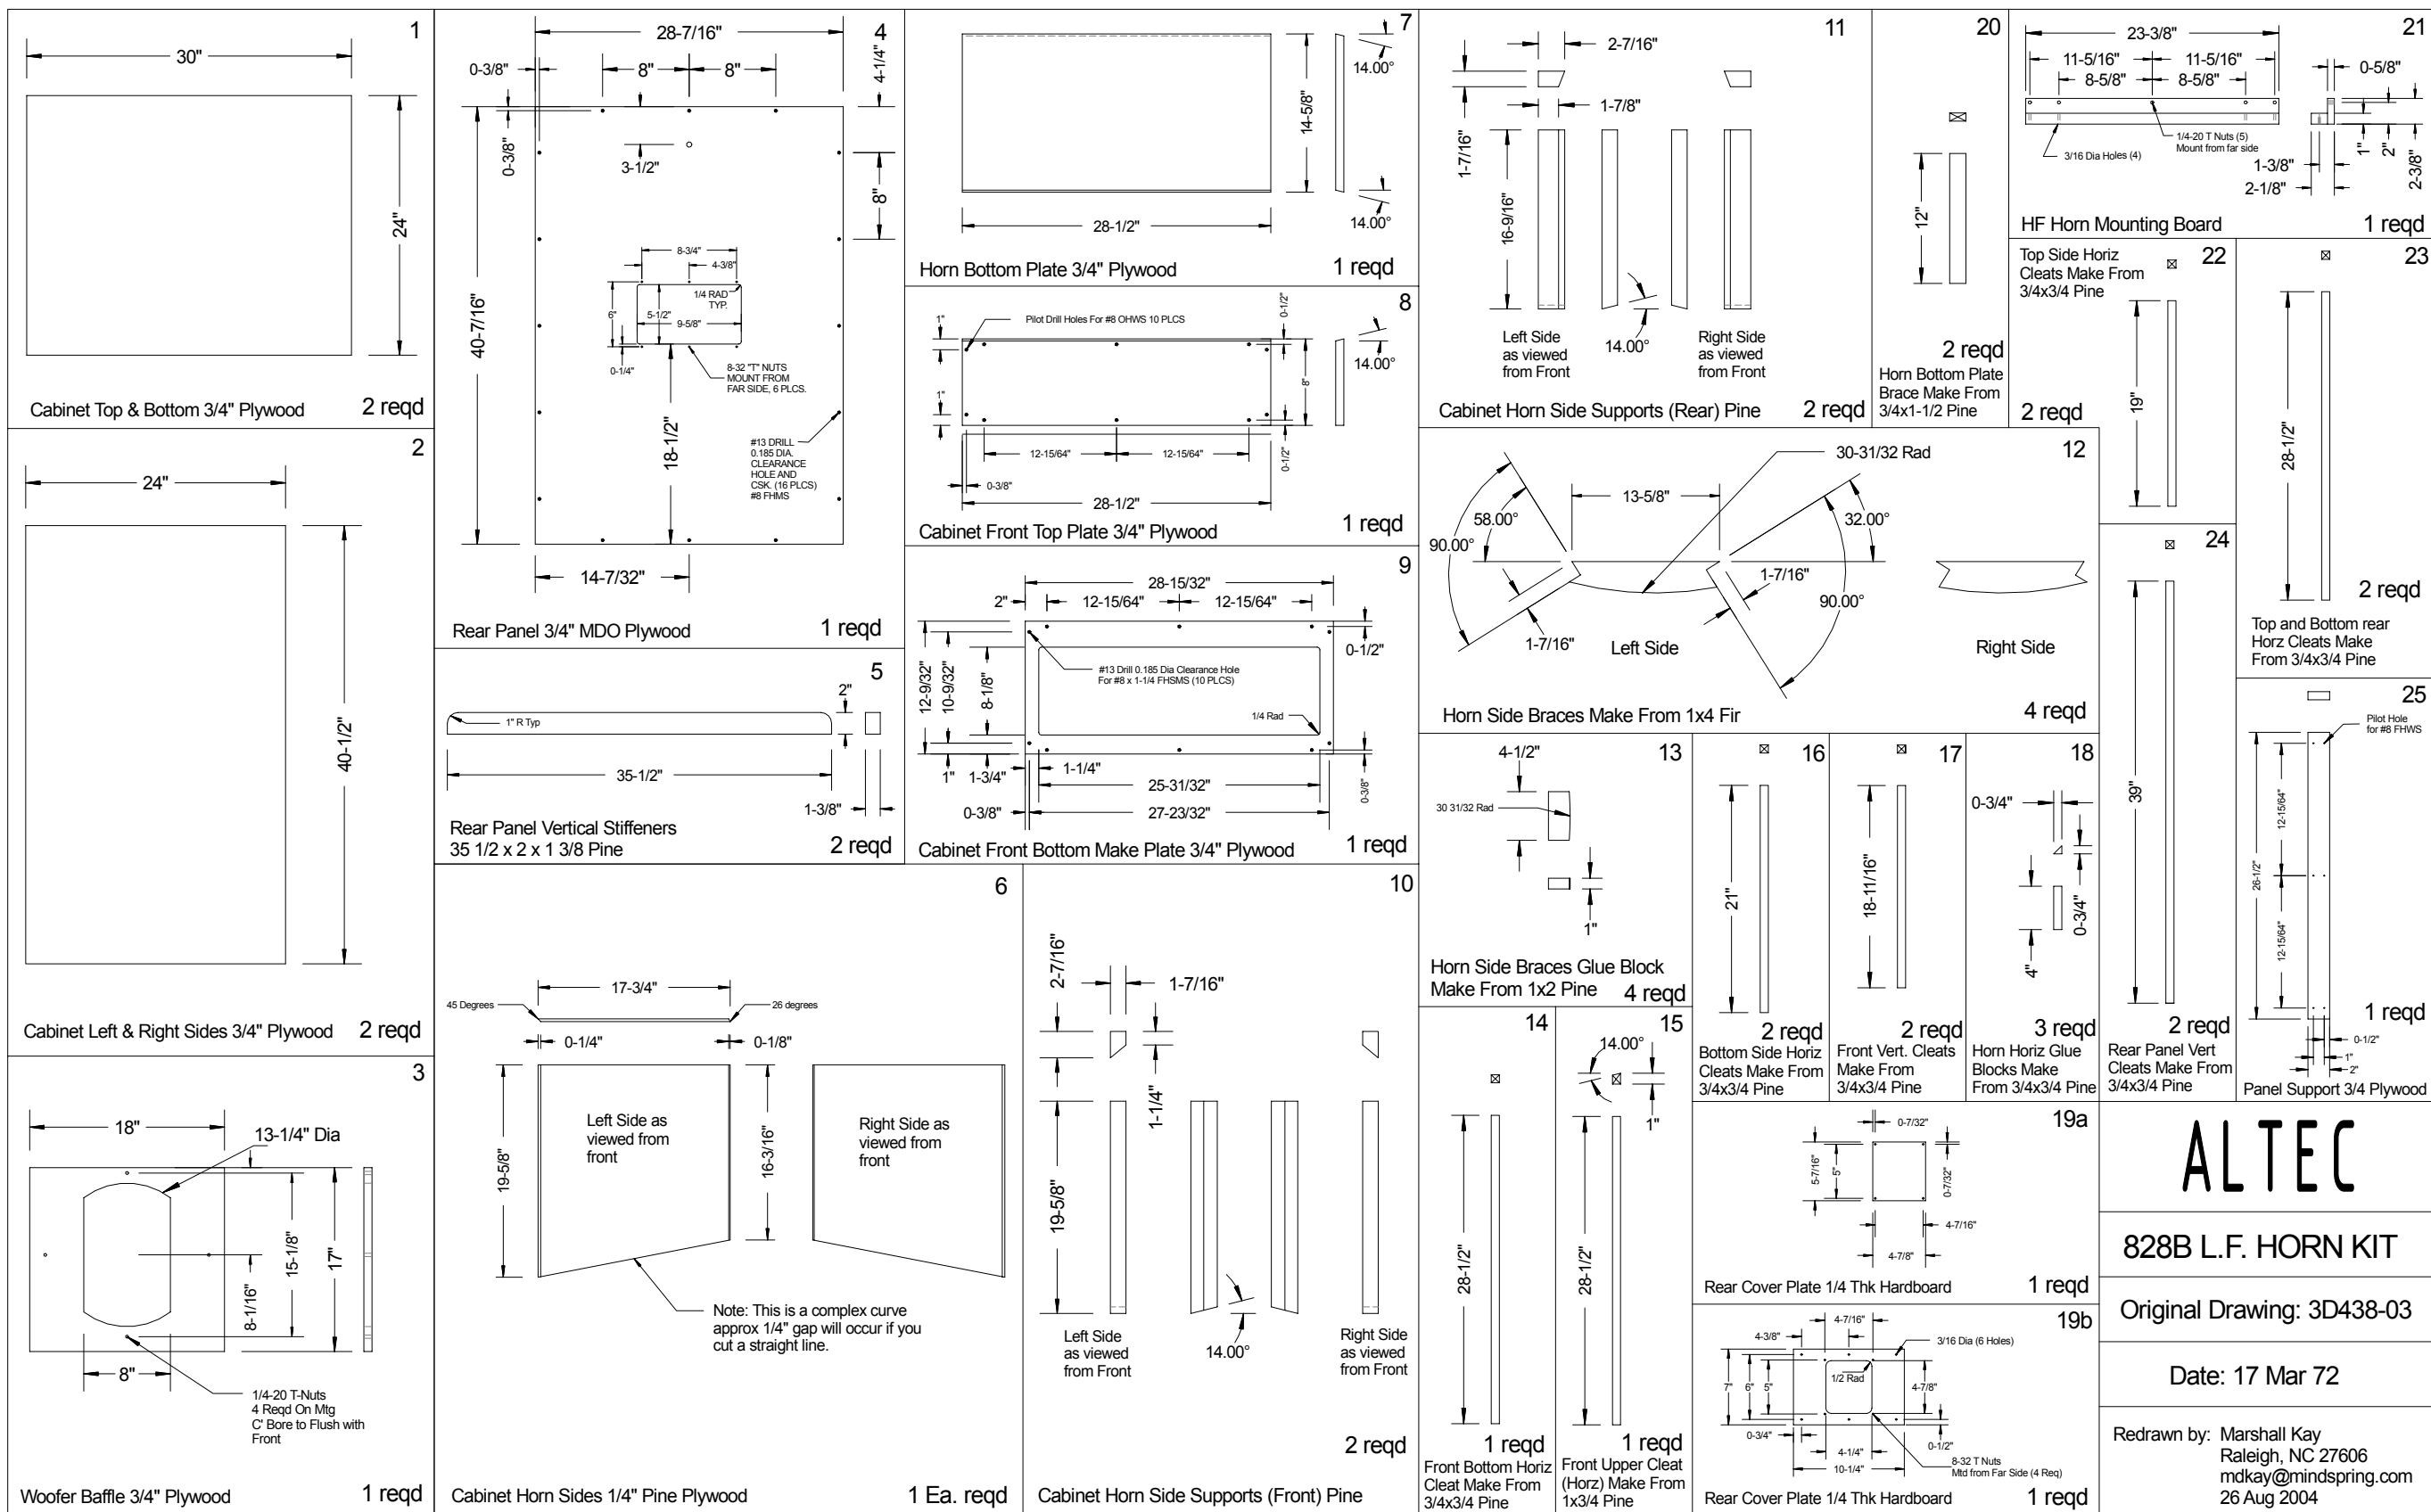 1
30"
24"
Cabinet Top & Bottom 3/4" Plywood
2 reqd
2
24"
40-1/2"
Cabinet Left & Right Sides 3/4" Plywood
2 reqd
3
18"
13-1/4" Dia
15-1/8"
17"
8-1/16"
8"
1/4-20 T-Nuts
4 Reqd On Mtg
C' Bore to Flush with
Front
Woofer Baffle 3/4" Plywood
1 reqd
4
28-7/16"
0-3/8"
8"
8"
4-1/4"
0-3/8"
3-1/2"
8"
40-7/16"
8-3/4"
4-3/8"
1/4 RAD
TYP.
6"
5-1/2"
9-5/8"
0-1/4"
8-32 "T" NUTS
MOUNT FROM
FAR SIDE, 6 PLCS.
18-1/2"
#13 DRILL
0.185 DIA.
CLEARANCE
HOLE AND
CSK. (16 PLCS)
#8 FHMS
14-7/32"
Rear Panel 3/4" MDO Plywood
1 reqd
5
1" R Typ
2"
35-1/2"
1-3/8"
Rear Panel Vertical Stiffeners
35 1/2 x 2 x 1 3/8 Pine
2 reqd
6
17-3/4"
45 Degrees
26 degrees
0-1/4"
0-1/8"
Left Side as
viewed from
front
Right Side as
viewed from
front
19-5/8"
16-3/16"
Note: This is a complex curve
approx 1/4" gap will occur if you
cut a straight line.
Cabinet Horn Sides 1/4" Pine Plywood
1 Ea. reqd
7
14-5/8"
14.00°
14.00°
28-1/2"
Horn Bottom Plate 3/4" Plywood
1 reqd
8
Pilot Drill Holes For #8 OHWS 10 PLCS
1"
0-1/2"
14.00°
8"
1"
12-15/64"
12-15/64"
0-1/2"
0-3/8"
28-1/2"
Cabinet Front Top Plate 3/4" Plywood
1 reqd
9
28-15/32"
2"
12-15/64"
12-15/64"
0-1/2"
12-9/32"
10-9/32"
8-1/8"
#13 Drill 0.185 Dia Clearance Hole
For #8 x 1-1/4 FHSMS (10 PLCS)
1/4 Rad
1"
1-3/4"
1-1/4"
25-31/32"
0-3/8"
0-3/8"
27-23/32"
Cabinet Front Bottom Make Plate 3/4" Plywood
1 reqd
10
2-7/16"
1-7/16"
1-1/4"
19-5/8"
14.00°
Left Side
as viewed
from Front
Right Side
as viewed
from Front
2 reqd
Cabinet Horn Side Supports (Front) Pine
11
2-7/16"
1-7/8"
1-7/16"
16-9/16"
14.00°
Left Side
as viewed
from Front
Right Side
as viewed
from Front
Cabinet Horn Side Supports (Rear) Pine
2 reqd
20
12"
2 reqd
Horn Bottom Plate
Brace Make From
3/4x1-1/2 Pine
21
23-3/8"
11-5/16"
11-5/16"
8-5/8"
8-5/8"
0-5/8"
1/4-20 T Nuts (5)
Mount from far side
3/16 Dia Holes (4)
1-3/8"
2-1/8"
1"
2"
2-3/8"
HF Horn Mounting Board
1 reqd
Top Side Horiz
Cleats Make From
3/4x3/4 Pine
22
19"
2 reqd
23
28-1/2"
2 reqd
Top and Bottom rear
Horz Cleats Make
From 3/4x3/4 Pine
12
30-31/32 Rad
13-5/8"
58.00°
32.00°
90.00°
90.00°
1-7/16"
1-7/16"
Left Side
Right Side
Horn Side Braces Make From 1x4 Fir
4 reqd
24
39"
2 reqd
Rear Panel Vert
Cleats Make From
3/4x3/4 Pine
25
Pilot Hole
for #8 FHWS
26-1/2"
12-15/64"
12-15/64"
1 reqd
0-1/2"
1"
2"
Panel Support 3/4 Plywood
13
4-1/2"
30 31/32 Rad
1"
Horn Side Braces Glue Block
Make From 1x2 Pine
4 reqd
14
28-1/2"
1 reqd
Front Bottom Horiz
Cleat Make From
3/4x3/4 Pine
15
14.00°
1"
28-1/2"
1 reqd
Front Upper Cleat
(Horz) Make From
1x3/4 Pine
16
21"
2 reqd
Bottom Side Horiz
Cleats Make From
3/4x3/4 Pine
17
18-11/16"
2 reqd
Front Vert. Cleats
Make From
3/4x3/4 Pine
18
0-3/4"
0-3/4"
4"
3 reqd
Horn Horiz Glue
Blocks Make
From 3/4x3/4 Pine
19a
0-7/32"
5-7/16"
5"
0-7/32"
4-7/16"
4-7/8"
Rear Cover Plate 1/4 Thk Hardboard
1 reqd
19b
4-7/16"
4-3/8"
3/16 Dia (6 Holes)
7"
6"
5"
1/2 Rad
4-7/8"
0-3/4"
4-1/4"
0-1/2"
10-1/4"
8-32 T Nuts
Mtd from Far Side (4 Req)
Rear Cover Plate 1/4 Thk Hardboard
1 reqd
ALTEC
828B L.F. HORN KIT
Original Drawing: 3D438-03
Date: 17 Mar 72
Redrawn by: Marshall Kay
Raleigh, NC 27606
mdkay@mindspring.com
26 Aug 2004